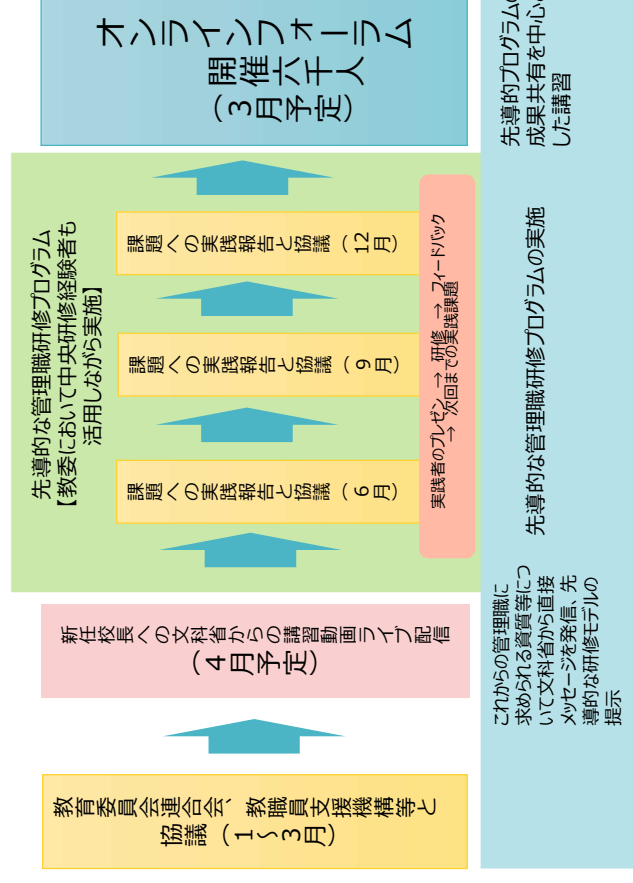 教育委員会連合会、教職員支援機構等と
協議（１～３月）
新任校長への文科省からの講習動画ライブ配信
（４月予定）
先導的な管理職研修プログラム
【教委において中央研修経験者も
活用しながら実施】
課題への実践報告と協議（６月）
課題への実践報告と協議（９月）
課題への実践報告と協議（12月）
実践者のプレゼン → 研修 → フィードバック
→ 次回までの実践課題
オンラインフォーラム
開催六千人
（３月予定）
これからの管理職に
求められる資質等につ
いて文科省から直接
メッセージを発信、先
導的な研修モデルの
提示
先導的な管理職研修プログラムの実施
先導的プログラムの
成果共有を中心
した講習